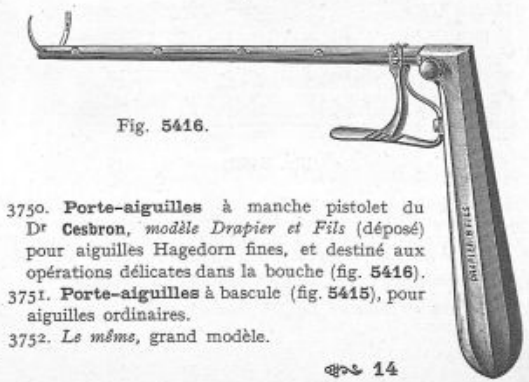 Fig. 5416.
3750. Porte-aiguilles à manche pistolet du
Dr Cesbron, modèle Drapier et Fils (déposé)
pour aiguilles Hagedorn fines, et destiné aux
opérations délicates dans la bouche (fig. 5416).
3751. Porte-aiguilles à bascule (fig. 5415), pour
aiguilles ordinaires.
3752. Le même, grand modèle.
14
DRAPIER & FILS